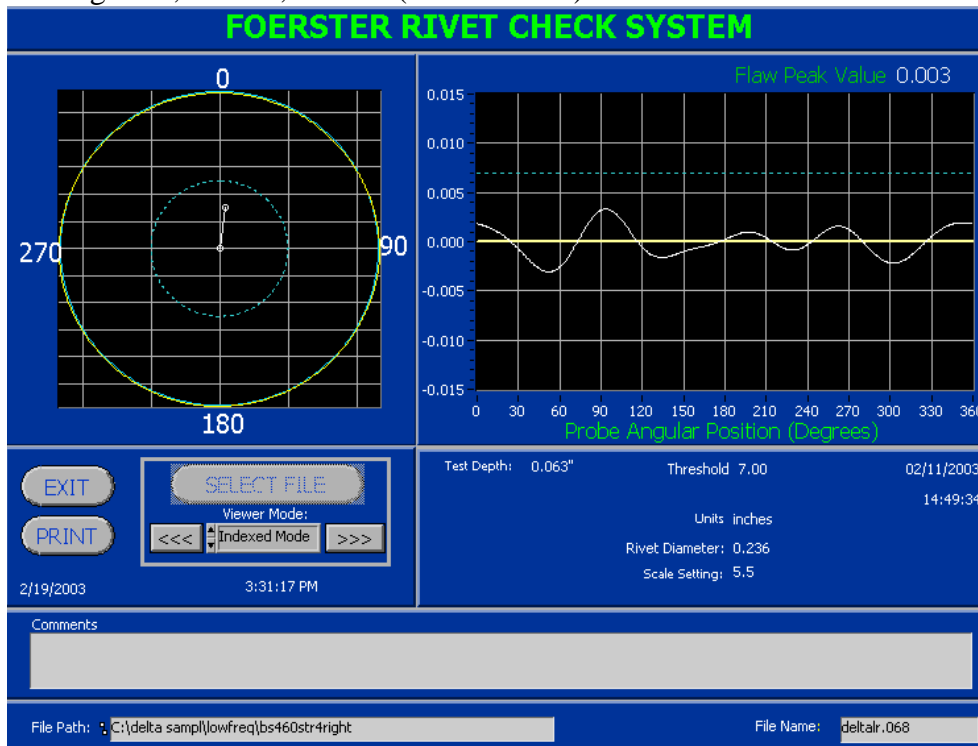 FOERSTER RIVET CHECK SYSTEM
0
270
90
180
Flaw Peak Value 0.003
0.015
0.010
0.005
0.000
-0.005
-0.010
-0.015
0 30 60 90 120 150 180 210 240 270 300 330 360
Probe Angular Position (Degrees)
EXIT
SELECT FILE
Viewer Mode:
PRINT
<<< Indexed Mode >>>
2/19/2003 3:31:17 PM
Test Depth: 0.063" Threshold 7.00 02/11/2003
14:49:34
Units inches
Rivet Diameter: 0.236
Scale Setting: 5.5
Comments
File Path: C:\delta sampl\lowfreq\bs460str4right
File Name: deltalr.068